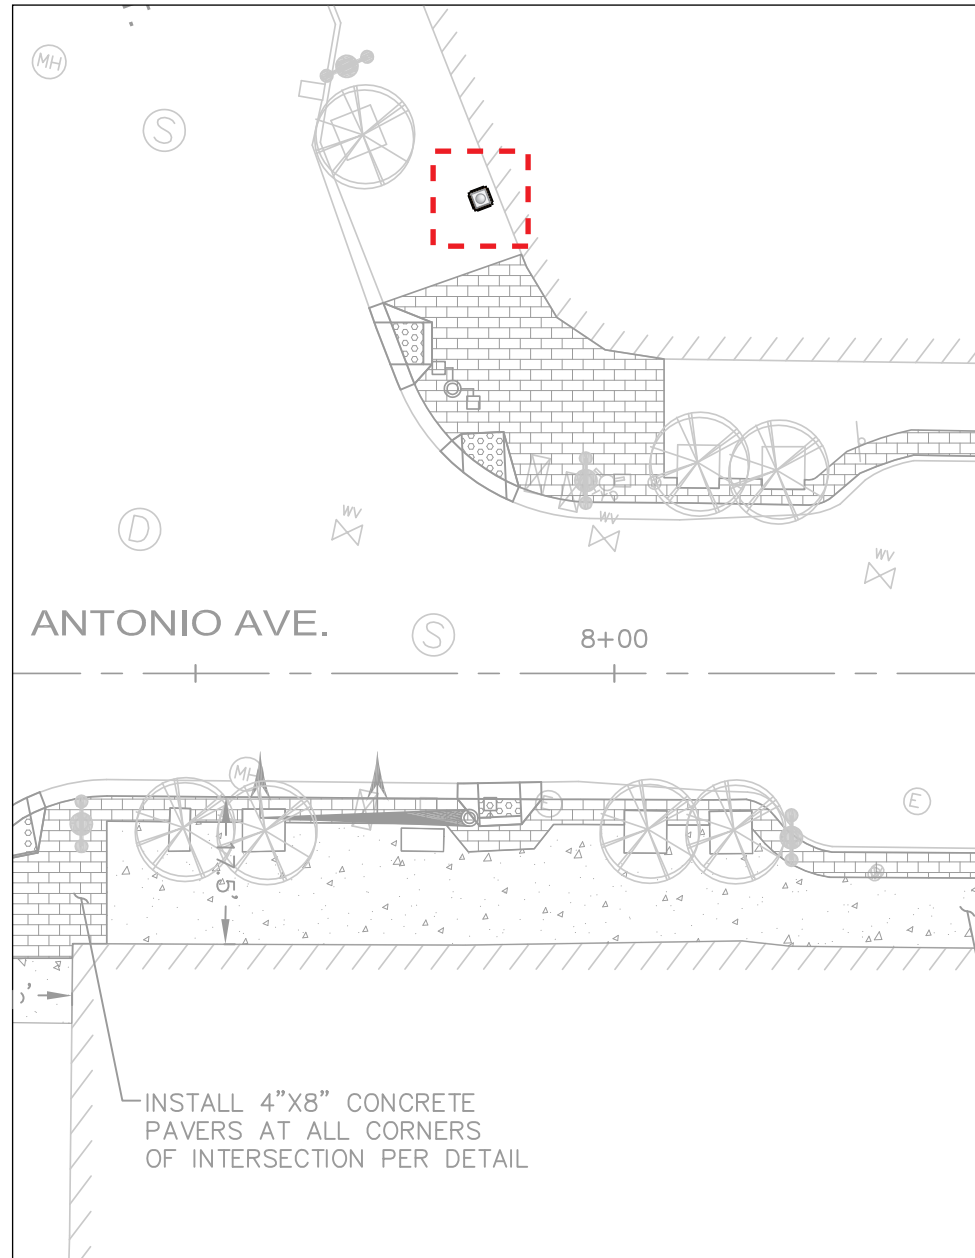 MH
S
D
WV
WV
WV
ANTONIO AVE.
S
8+00
MH
E
17.5'
INSTALL 4"X8" CONCRETE
PAVERS AT ALL CORNERS
OF INTERSECTION PER DETAIL